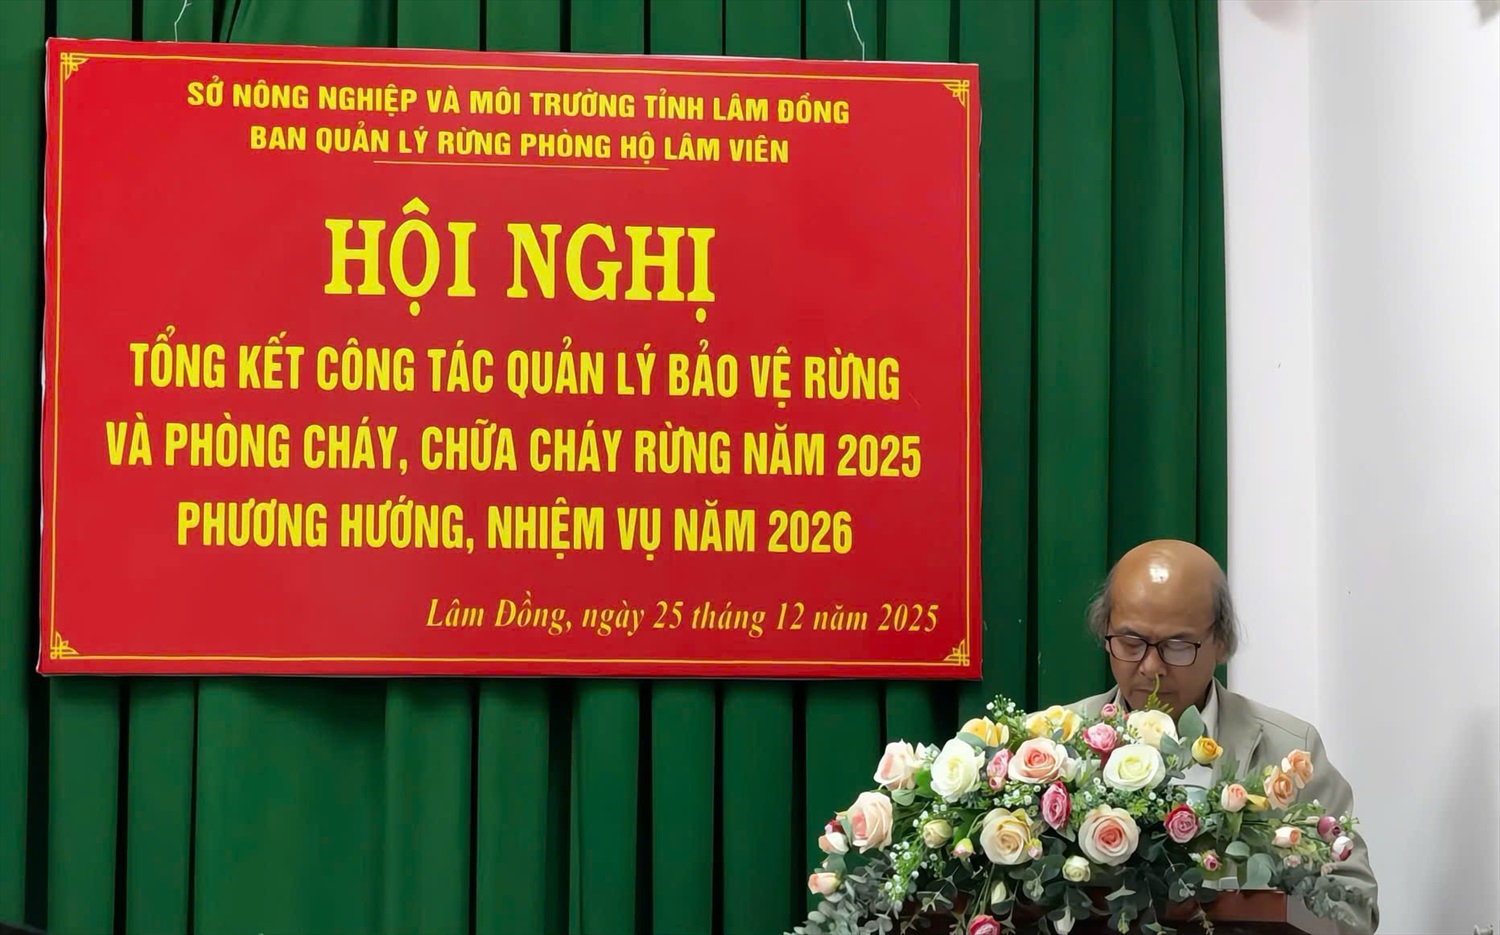 SỞ NÔNG NGHIỆP VÀ MÔI TRƯỜNG TỈNH LÂM ĐỒNG
BAN QUẢN LÝ RỪNG PHÒNG HỘ LÂM VIÊN
HỘI NGHỊ
TỔNG KẾT CÔNG TÁC QUẢN LÝ BẢO VỆ RỪNG
VÀ PHÒNG CHÁY, CHỮA CHÁY RỪNG NĂM 2025
PHƯƠNG HƯỚNG, NHIỆM VỤ NĂM 2026
Lâm Đồng, ngày 25 tháng 12 năm 2025